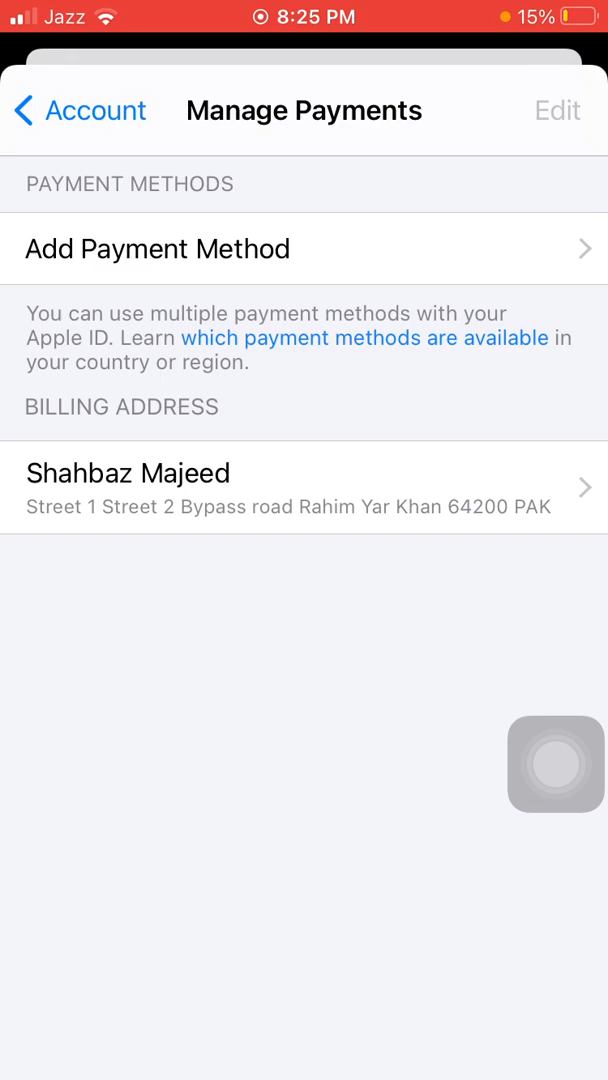 Jazz 8:25 PM 15%
Account Manage Payments Edit
PAYMENT METHODS
Add Payment Method
You can use multiple payment methods with your
Apple ID. Learn which payment methods are available in
your country or region.
BILLING ADDRESS
Shahbaz Majeed
Street 1 Street 2 Bypass road Rahim Yar Khan 64200 PAK